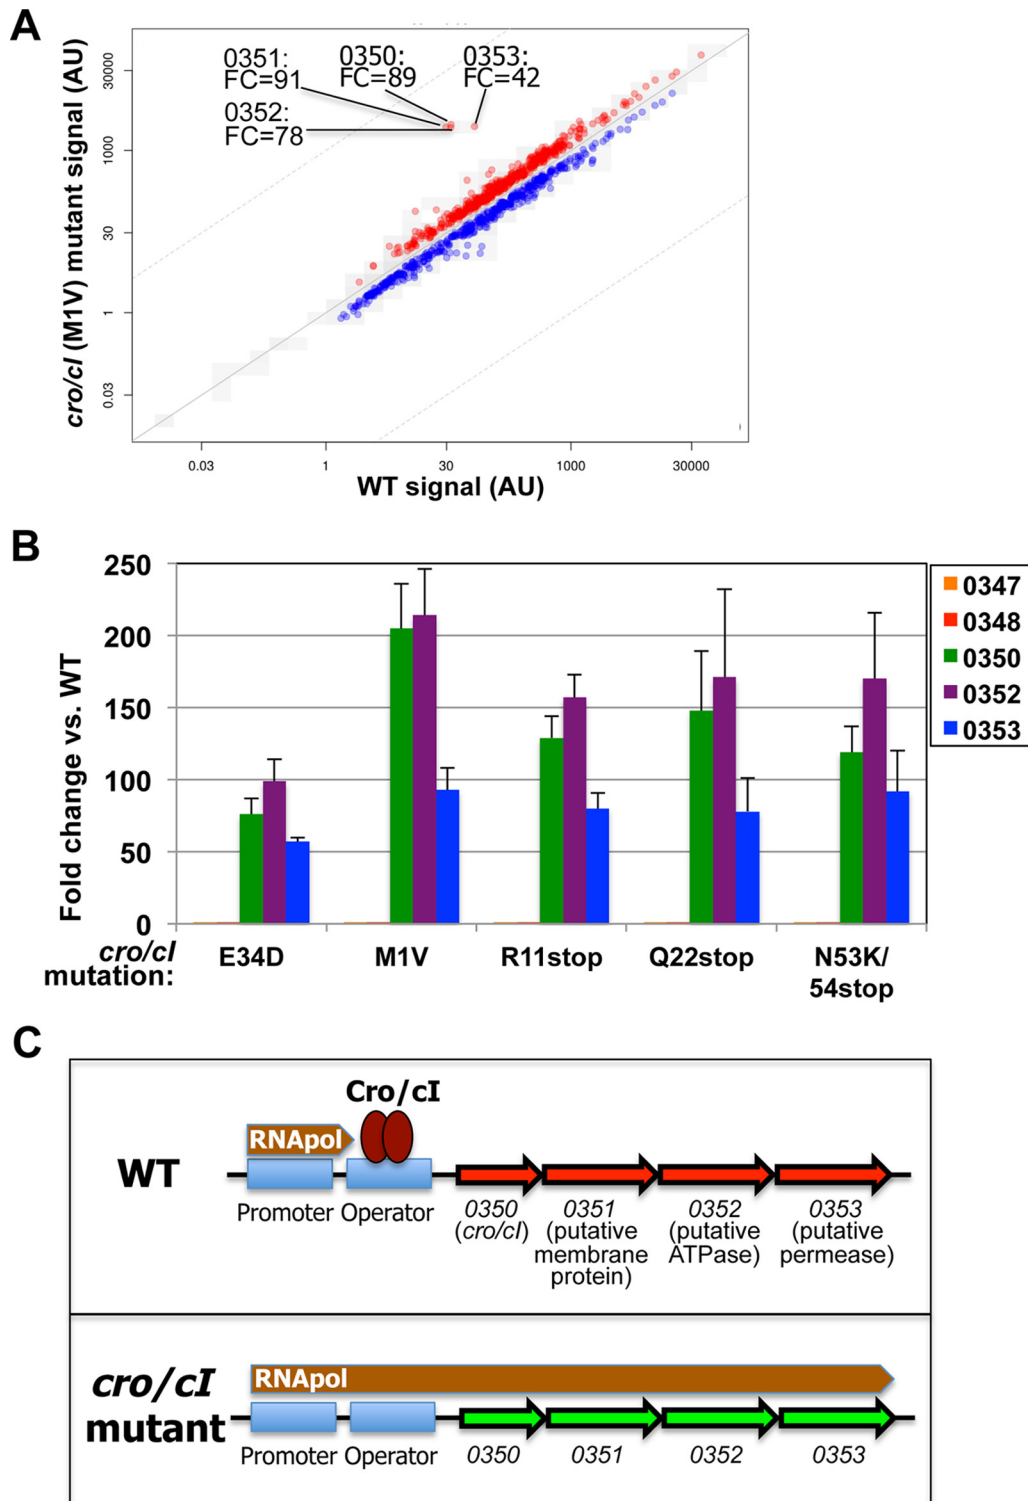 A
0351:
FC=91
0350:
FC=89
0353:
FC=42
0352:
FC=78
cro/cI (M1V) mutant signal (AU)
30000
1000
30
1
0.03
0.03
1
30
1000
30000
WT signal (AU)
B
Fold change vs. WT
250
200
150
100
50
0
0347
0348
0350
0352
0353
cro/cI
mutation:
E34D
M1V
R11stop
Q22stop
N53K/
54stop
C
WT
Cro/cI
RNApol
Promoter
Operator
0350
(cro/cI)
0351
(putative
membrane
protein)
0352
(putative
ATPase)
0353
(putative
permease)
cro/cI
mutant
RNApol
Promoter
Operator
0350
0351
0352
0353